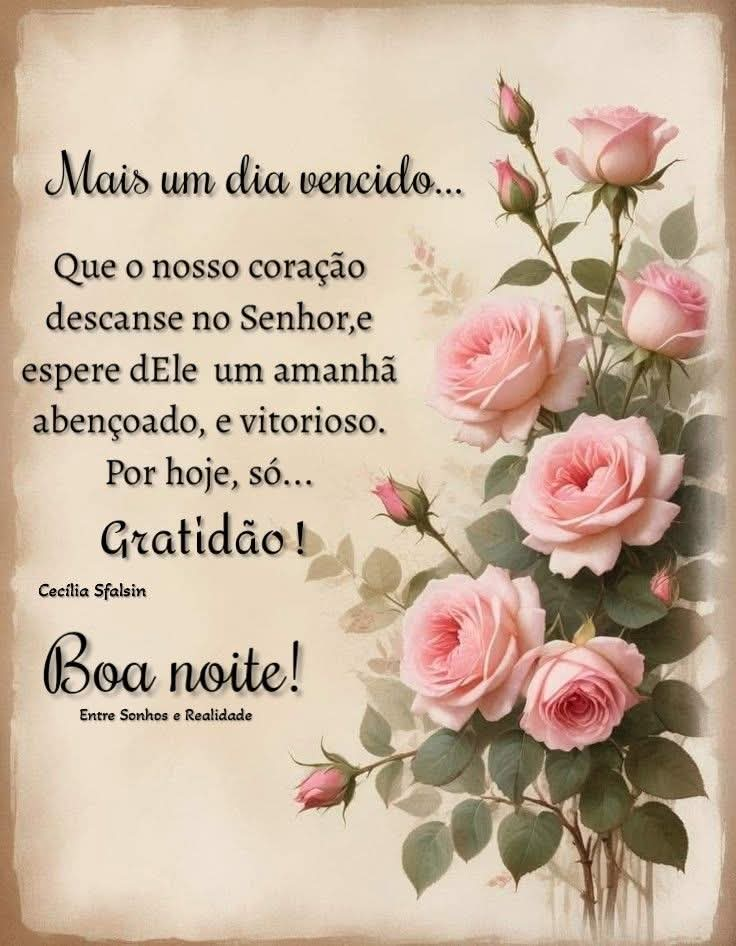 Mais um dia vencido...
Que o nosso coração
descanse no Senhor,e
espere dEle um amanhã
abençoado, e vitorioso.
Por hoje, só...
Gratidão !
Cecília Sfalsin
Boa noite!
Entre Sonhos e Realidade